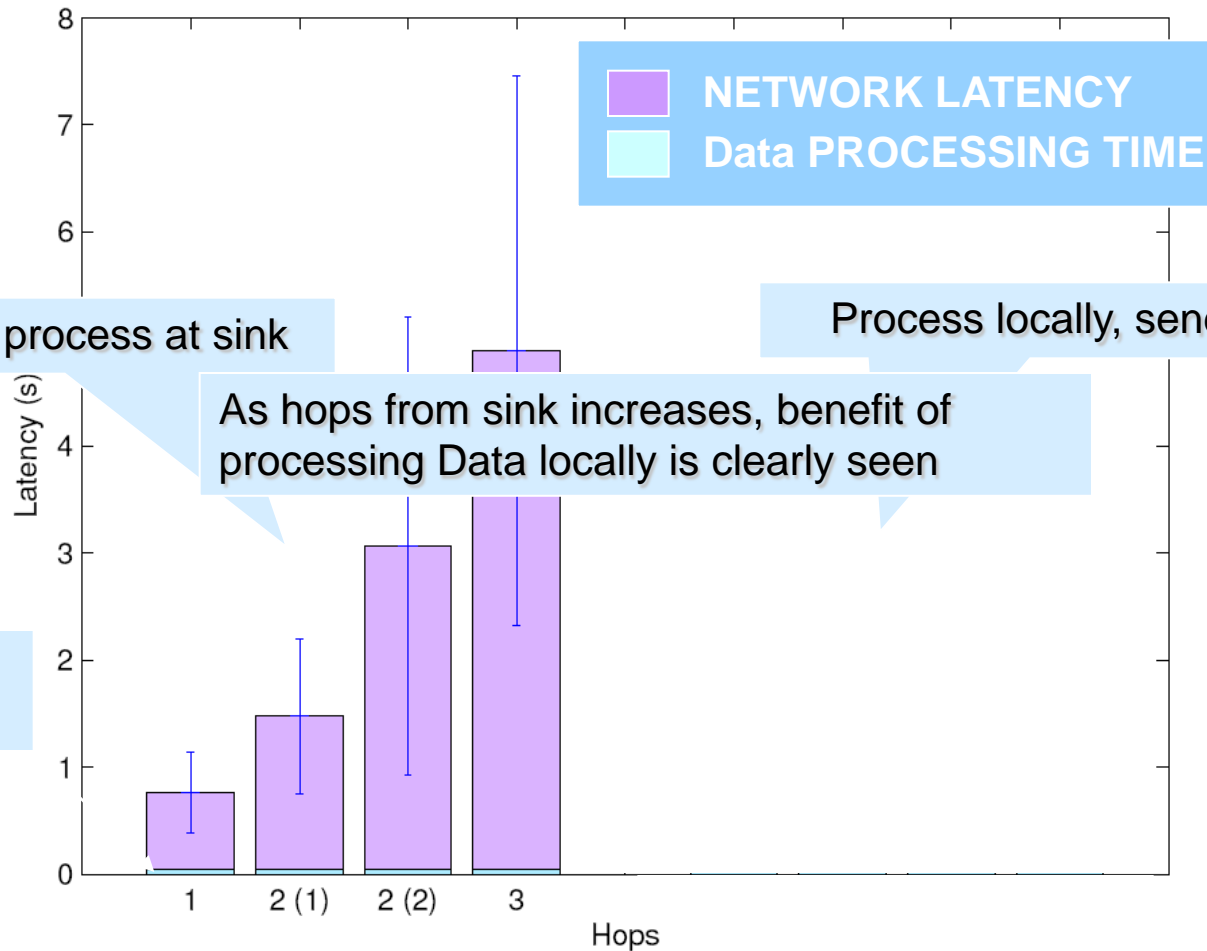 8
7
6
4
3
2
1
0
Latency (s)
NETWORK LATENCY
Data PROCESSING TIME
process at sink
Process locally,
As hops from sink increases, benefit of
processing Data locally is clearly seen
1 2 (1) 2 (2) 3
Hops